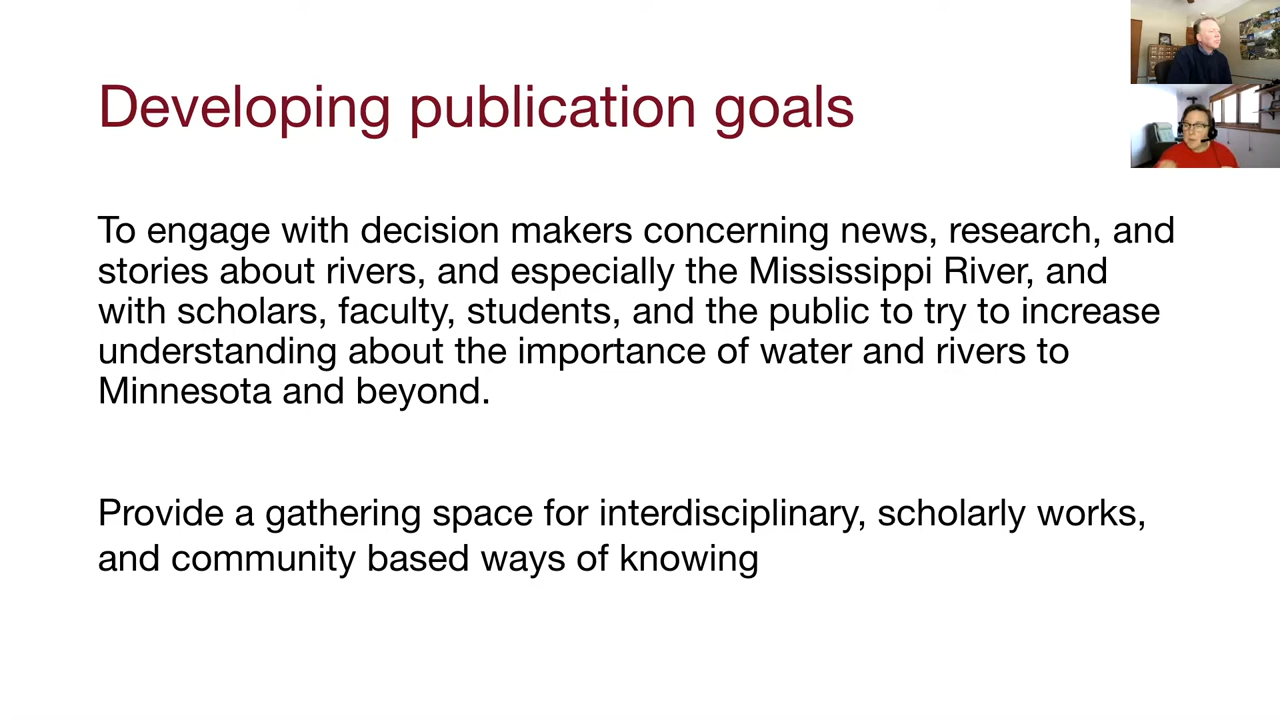 Developing publication goals
To engage with decision makers concerning news, research, and
stories about rivers, and especially the Mississippi River, and
with scholars, faculty, students, and the public to try to increase
understanding about the importance of water and rivers to
Minnesota and beyond.
Provide a gathering space for interdisciplinary, scholarly works,
and community based ways of knowing